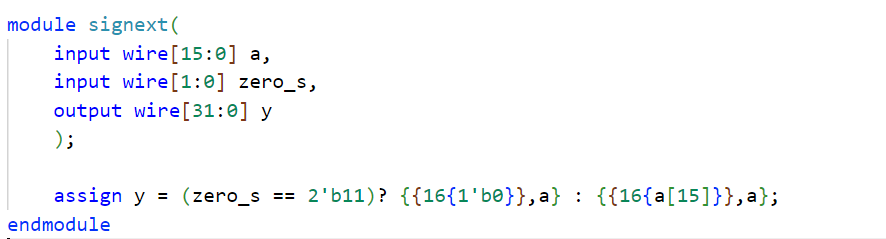 module signext(
    input wire[15:0] a,
    input wire[1:0] zero_s,
    output wire[31:0] y
    );
    assign y = (zero_s == 2'b11)? {{16{1'b0}},a} : {{16{a[15]}},a};
endmodule